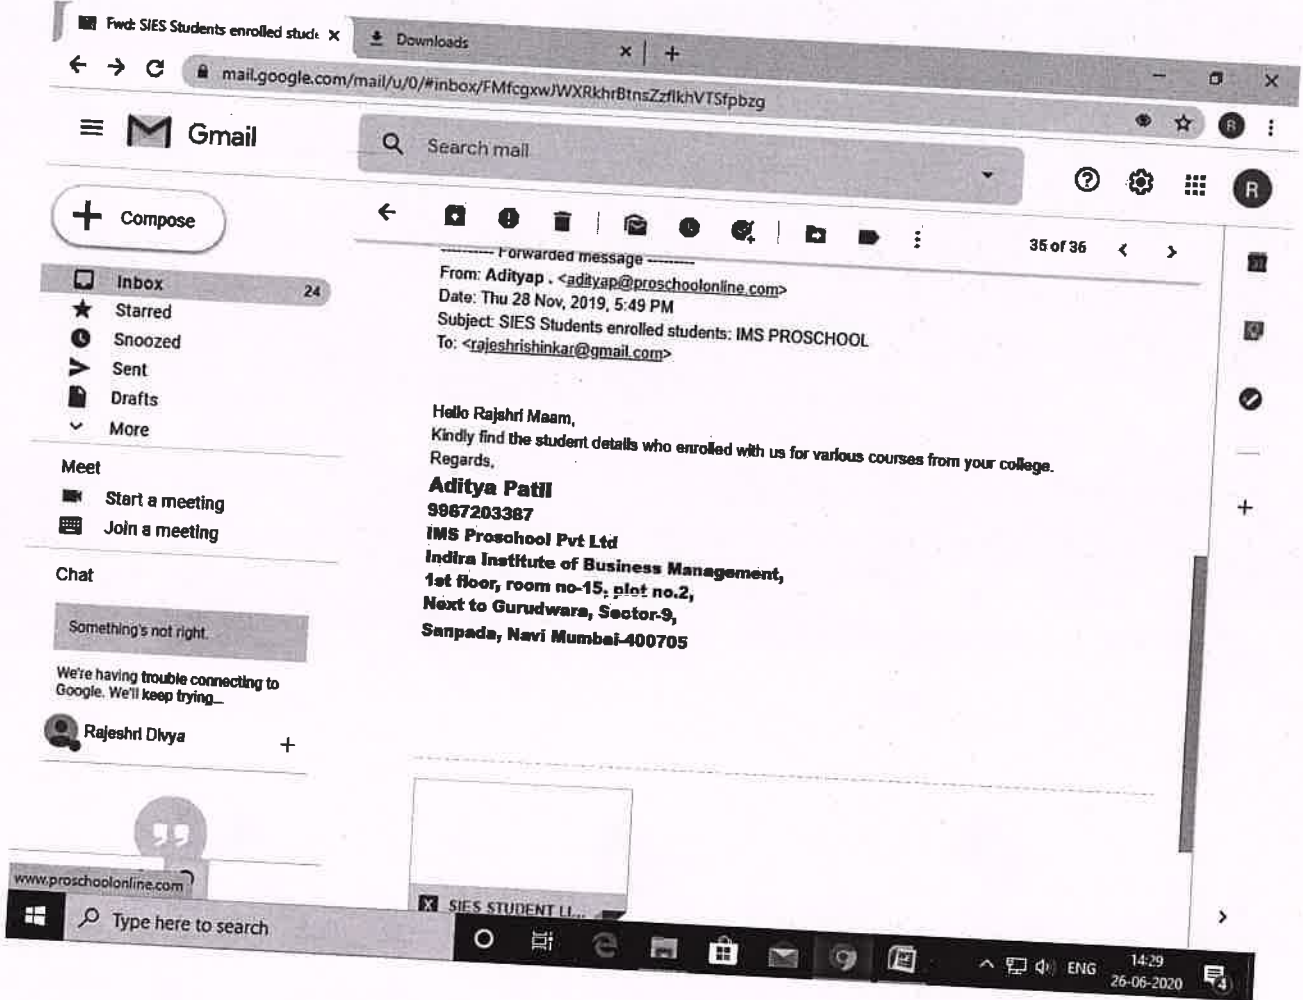 Fwd: SIES Students enrolled stude
Downloads
mail.google.com/mail/u/0/#inbox/FMfcgxwJWXRkhrBtnsZzflkhVTSfpbzg
R
Gmail
Search mail
R
Compose
35 of 36
Inbox 24
Starred
Snoozed
Sent
Drafts
More
Meet
Start a meeting
Join a meeting
Chat
Something's not right.
We're having trouble connecting to
Google. We'll keep trying...
Rajeshri Divya
---------- Forwarded message ---------
From: Adityap . <adityap@proschoolonline.com>
Date: Thu 28 Nov, 2019, 5:49 PM
Subject: SIES Students enrolled students: IMS PROSCHOOL
To: <rajeshrishinkar@gmail.com>
Hello Rajshri Maam,
Kindly find the student details who enrolled with us for various courses from your college.
Regards,
Aditya Patil
9987203387
IMS Proschool Pvt Ltd
Indira Institute of Business Management,
1st floor, room no-15, plot no.2,
Next to Gurudwara, Sector-9,
Sanpada, Navi Mumbai-400705
X SIES STUDENT LI...
www.proschoolonline.com
Type here to search
ENG
14:29
26-06-2020
4